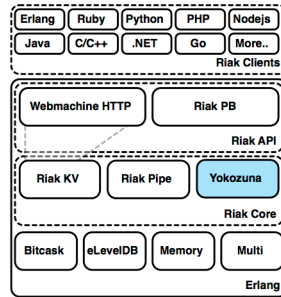 Erlang Ruby Python PHP Nodejs
Java C/C++ .NET Go More..
Riak Clients
Webmachine HTTP Riak PB
Riak API
Riak KV Riak Pipe Yokozuna
Riak Core
Bitcask eLevelDB Memory Multi
Erlang